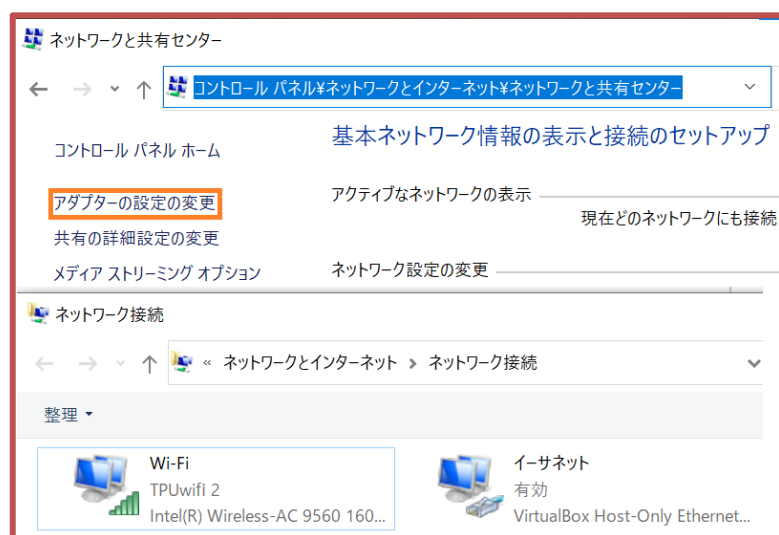 ネットワークと共有センター
コントロール パネル¥ネットワークとインターネット¥ネットワークと共有センター
コントロール パネル ホーム
基本ネットワーク情報の表示と接続のセットアップ
アダプターの設定の変更
アクティブなネットワークの表示
現在どのネットワークにも接続
共有の詳細設定の変更
メディア ストリーミング オプション
ネットワーク設定の変更
ネットワーク接続
« ネットワークとインターネット > ネットワーク接続
整理
Wi-Fi
TPUwifi 2
Intel(R) Wireless-AC 9560 160...
イーサネット
有効
VirtualBox Host-Only Ethernet...